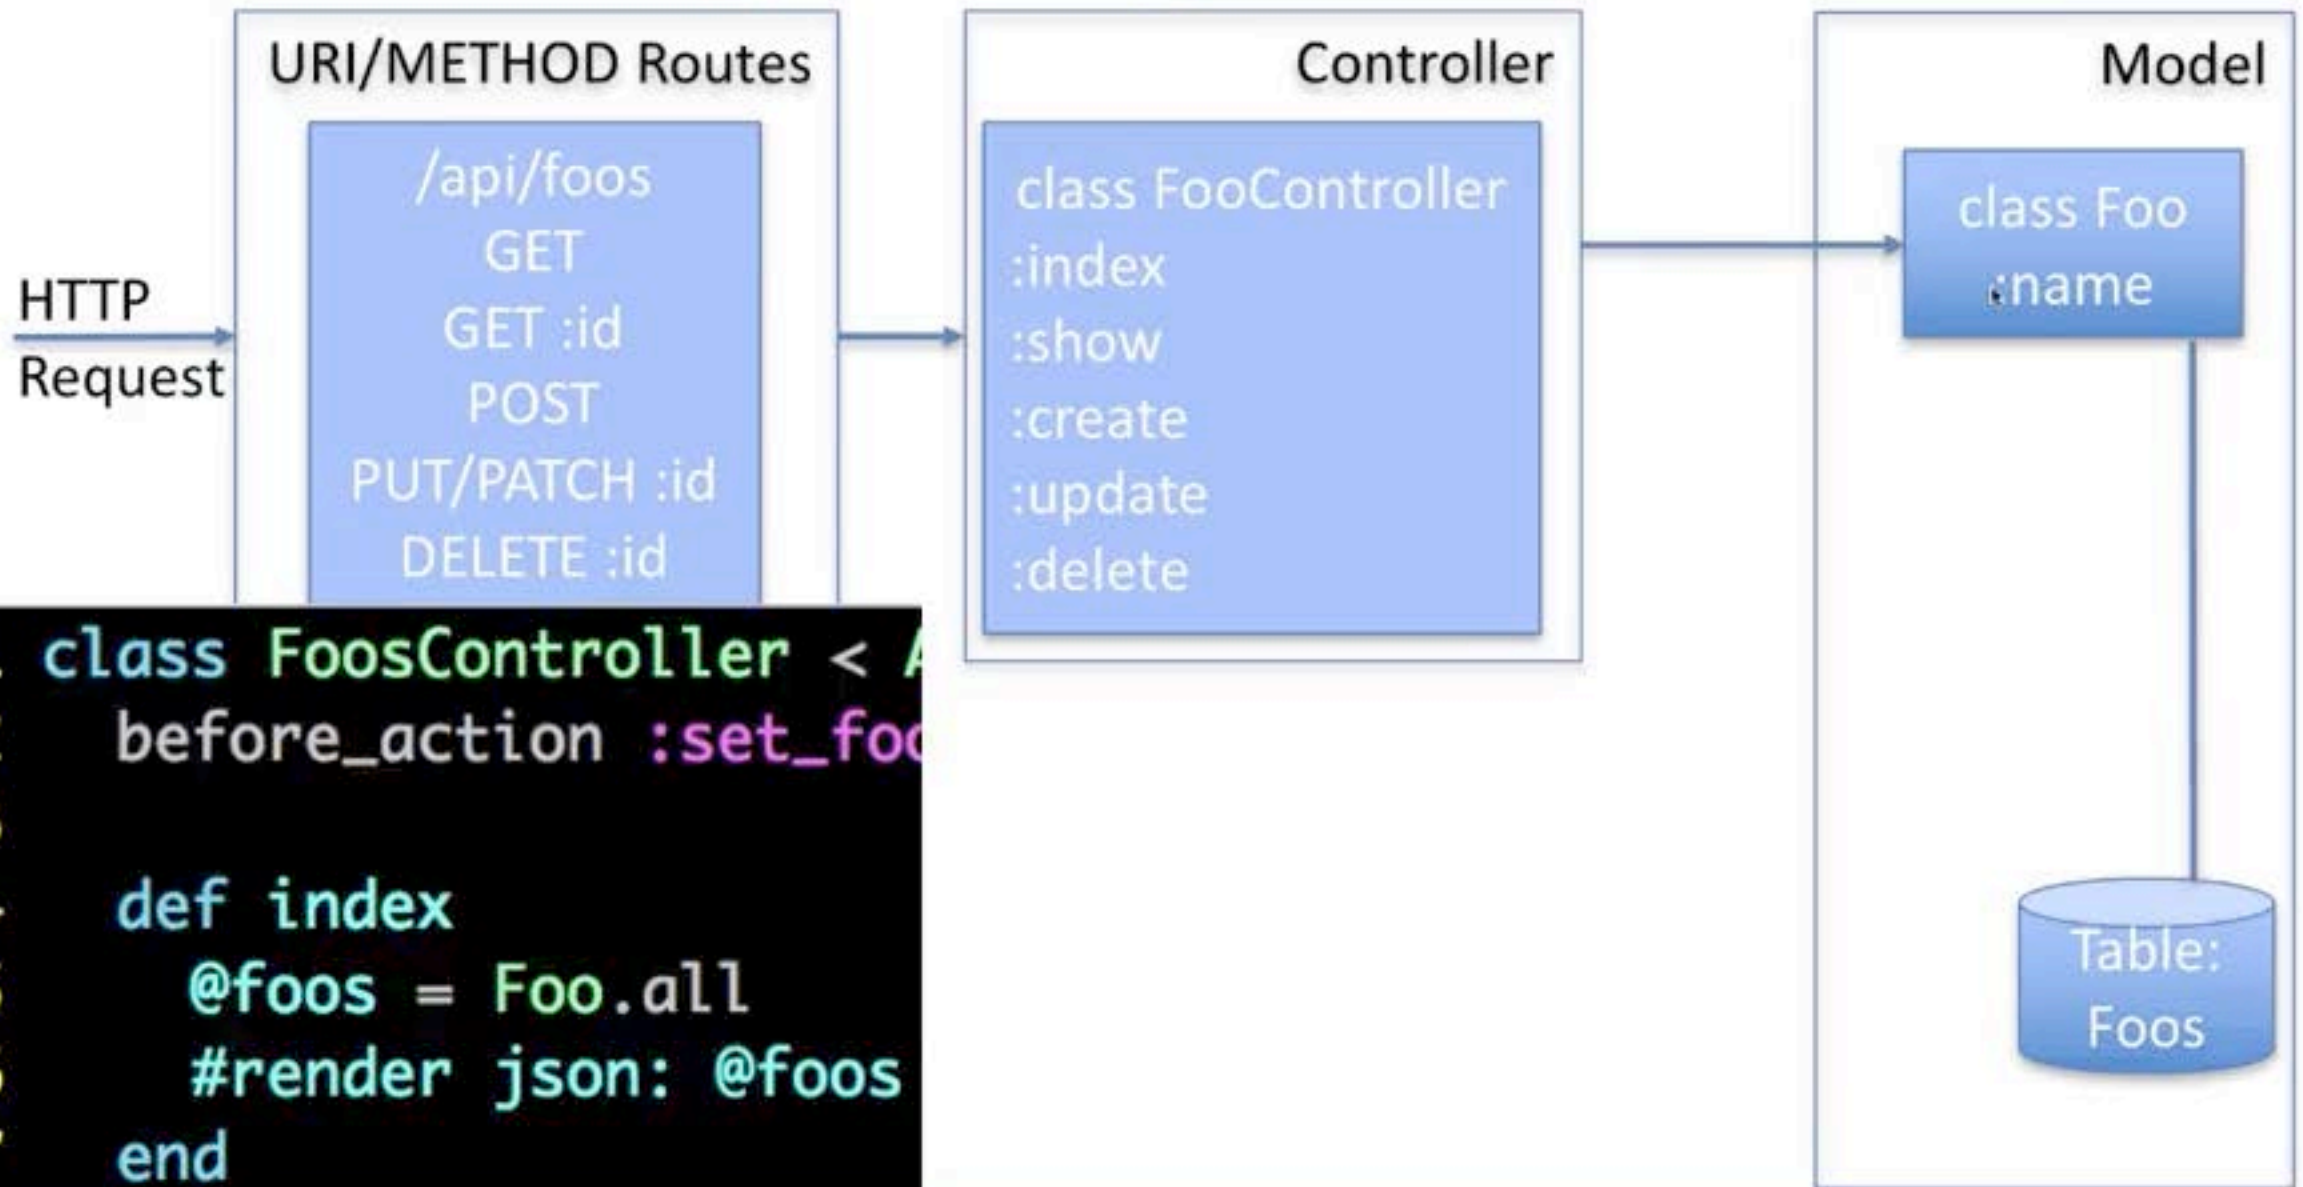 HTTP
Request
URI/METHOD Routes
/api/foos
GET
GET :id
POST
PUT/PATCH :id
DELETE :id
Controller
class FooController
:index
:show
:create
:update
:delete
Model
class Foo
:name
Table:
Foos
class FoosController <
before_action :set_foo
def index
@foos = Foo.all
#render json: @foos
end